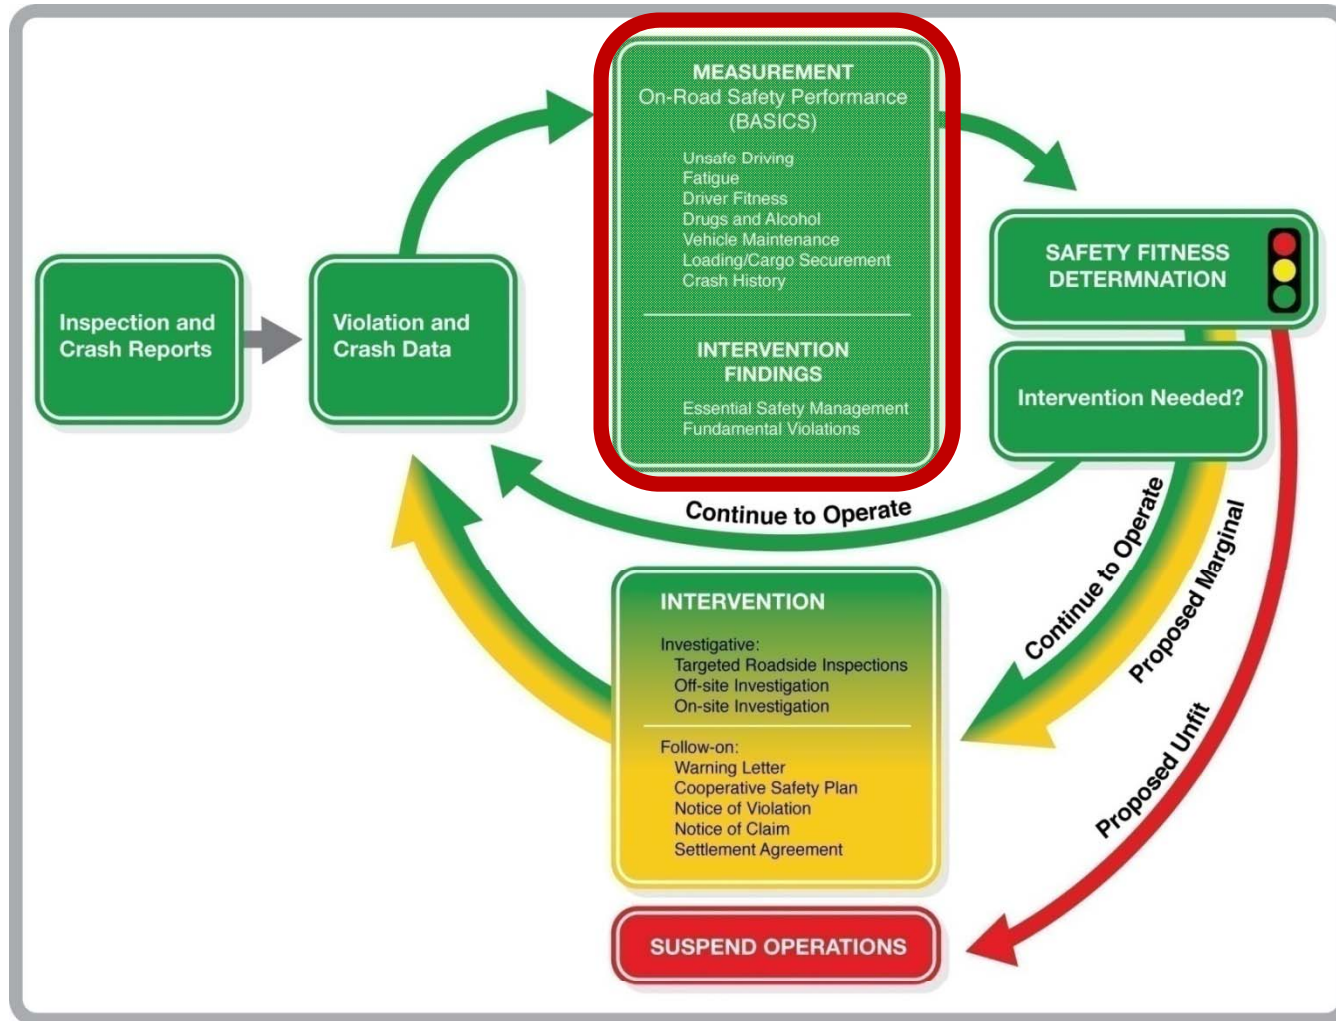 Inspection and
Crash Reports
Violation and
Crash Data
MEASUREMENT
On-Road Safety Performance
(BASICS)
Unsafe Driving
Fatigue
Driver Fitness
Drugs and Alcohol
Vehicle Maintenance
Loading/Cargo Securement
Crash History
INTERVENTION
FINDINGS
Essential Safety Management
Fundamental Violations
SAFETY FITNESS
DETERMNATION
Intervention Needed?
Continue to Operate
Continue to Operate
Proposed Marginal
Proposed Unfit
INTERVENTION
Investigative:
Targeted Roadside Inspections
Off-site Investigation
On-site Investigation
Follow-on:
Warning Letter
Cooperative Safety Plan
Notice of Violation
Notice of Claim
Settlement Agreement
SUSPEND OPERATIONS